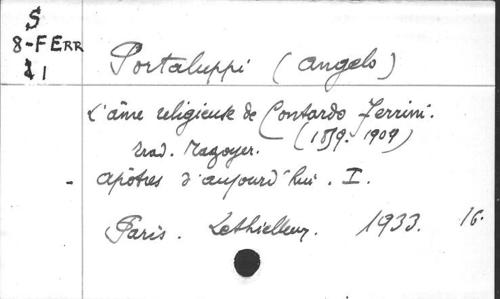 S
8-F ERR
1
Portaluppi (Angelo)
L'âme religieuse de Contardo Ferrini.
(1859-1909)
trad. Ragoyer.
- Apôtres d'aujourd'hui. I.
Paris. Lethielleux. 1933. 16.